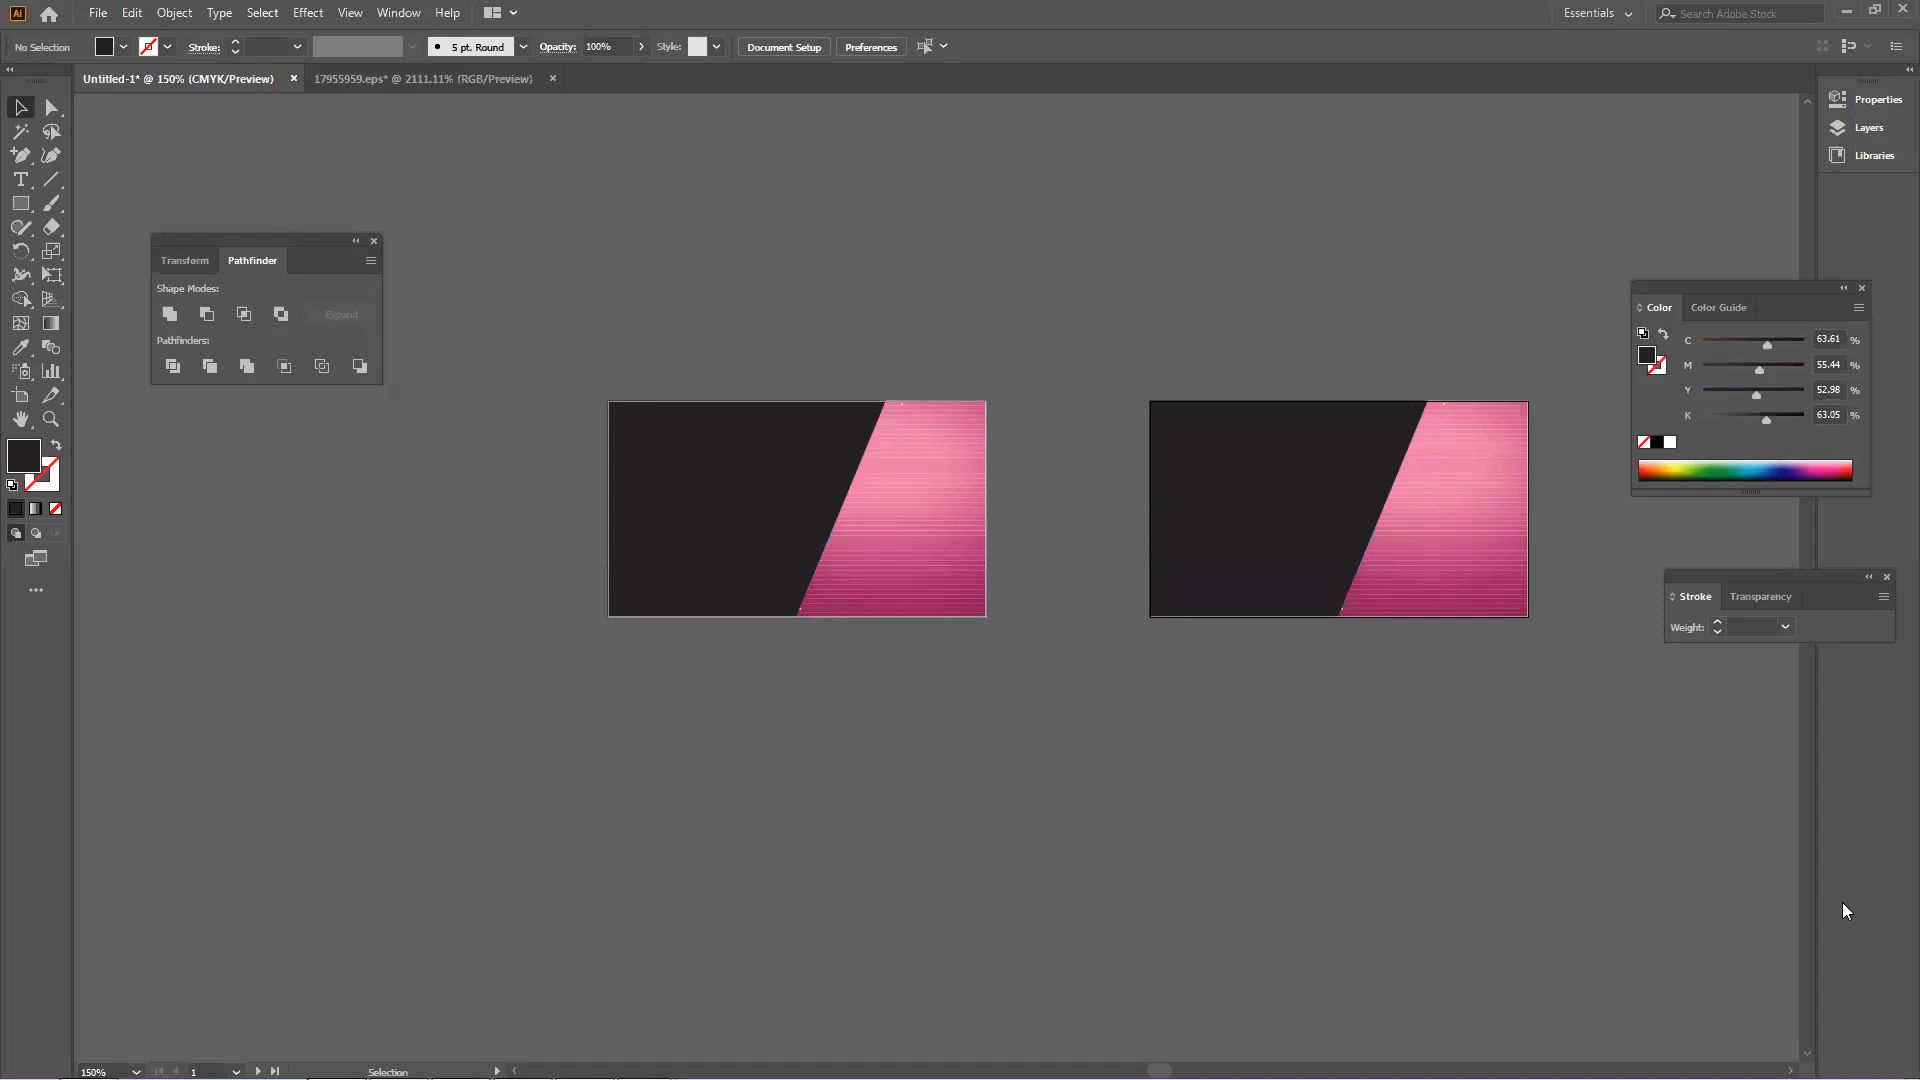 Ai File Edit Object Type Select Effect View Window Help Essentials Search Adobe Stock
No Selection Stroke: 5 pt. Round Opacity: 100% Style: Document Setup Preferences
Untitled-1* @ 150% (CMYK/Preview) × 17955959.eps* @ 2111.11% (RGB/Preview) ×
Properties
Layers
Libraries
Transform Pathfinder
Shape Modes:
Expand
Pathfinders:
Color Color Guide
C 63.61 %
M 55.44 %
Y 52.98 %
K 63.05 %
Stroke Transparency
Weight:
150% 1 Selection